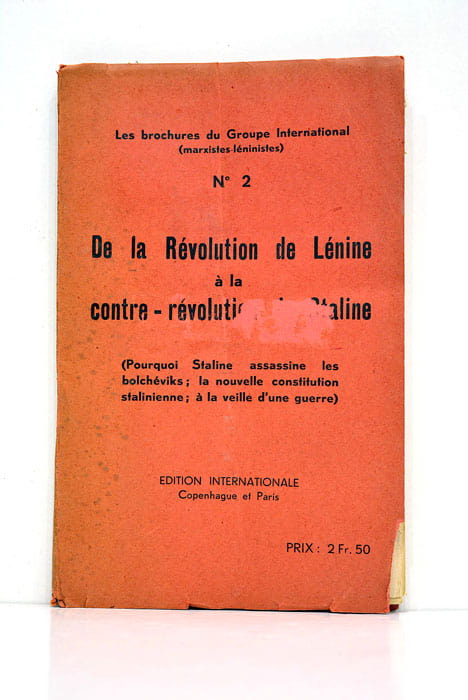 Les brochures du Groupe International
(marxistes-léninistes)
N° 2
De la Révolution de Lénine
à la
contre-révolutio Staline
(Pourquoi Staline assassine les
bolchéviks; la nouvelle constitution
stalinienne; à la veille d'une guerre)
EDITION INTERNATIONALE
Copenhague et Paris
PRIX : 2 Fr. 50